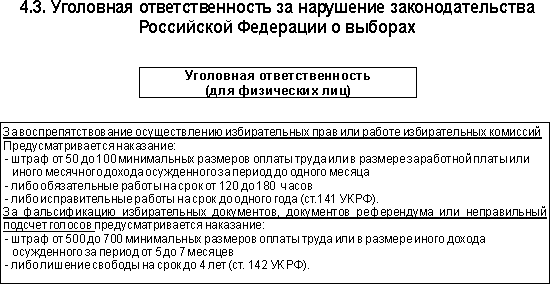 4.3. Уголовная ответственность за нарушение законодательства
Российской Федерации о выборах
Уголовная ответственность
(для физических лиц)
За воспрепятствование осуществлению избирательных прав или работе избирательных комиссий
Предусматривается наказание:
- штраф от 50 до 100 минимальных размеров оплаты труда или в размере заработной платы или
иного месячного дохода осужденного за период до одного месяца
- либо обязательные работы на срок от 120 до 180 часов
- либо исправительные работы на срок до одного года (ст.141 УК РФ).
За фальсификацию избирательных документов, документов референдума или неправильный
подсчет голосов предусматривается наказание:
- штраф от 500 до 700 минимальных размеров оплаты труда или в размере иного дохода
осужденного за период от 5 до 7 месяцев
- либо лишение свободы на срок до 4 лет (ст. 142 УК РФ).